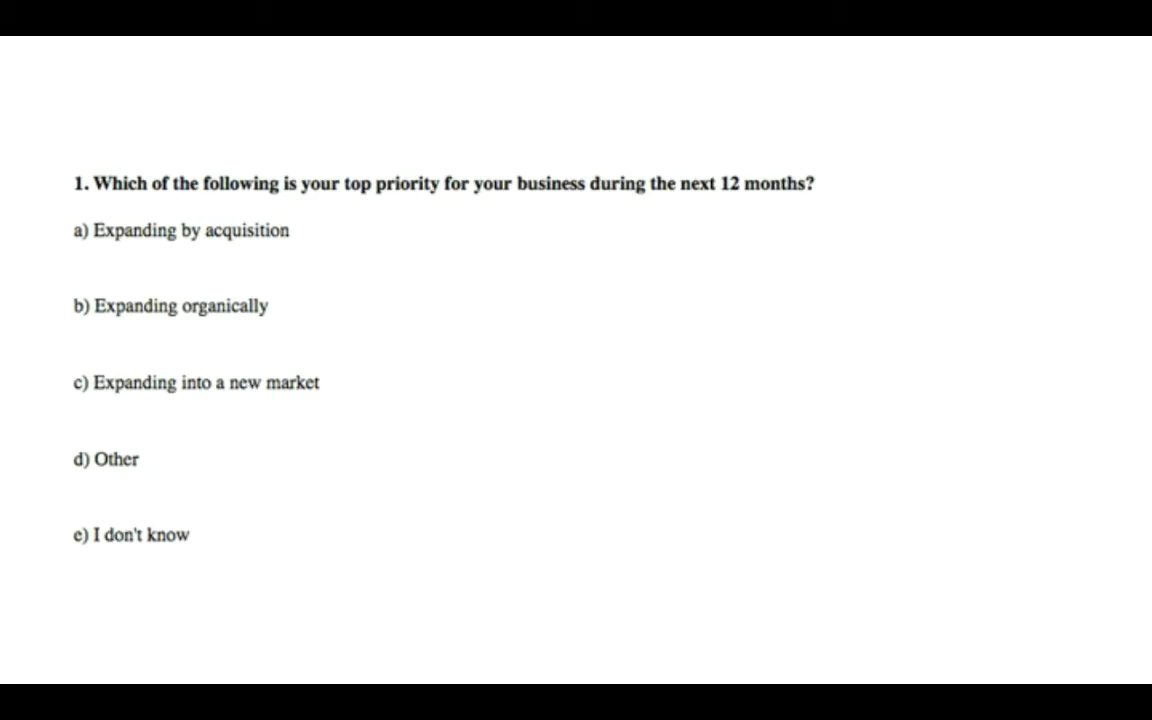 1. Which of the following is your top priority for your business during the next 12 months?
a) Expanding by acquisition
b) Expanding organically
c) Expanding into a new market
d) Other
e) I don't know